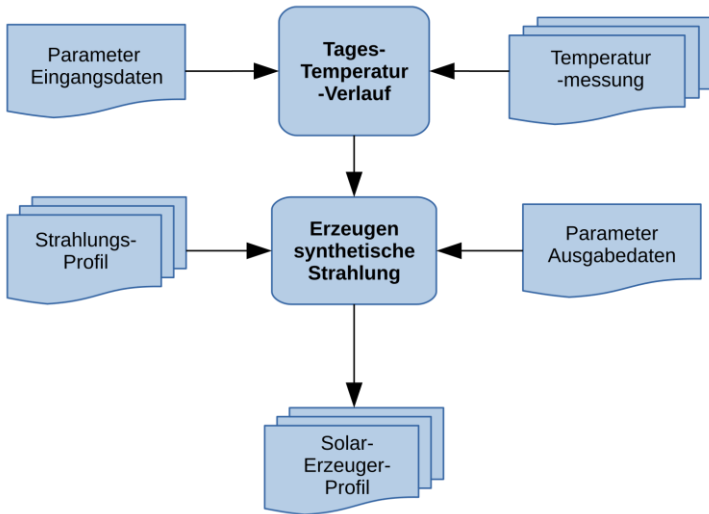 Parameter
Eingangsdaten
Tages-
Temperatur
-Verlauf
Temperatur
-messung
Strahlungs-
Profil
Erzeugen
synthetische
Strahlung
Parameter
Ausgabedaten
Solar-
Erzeuger-
Profil